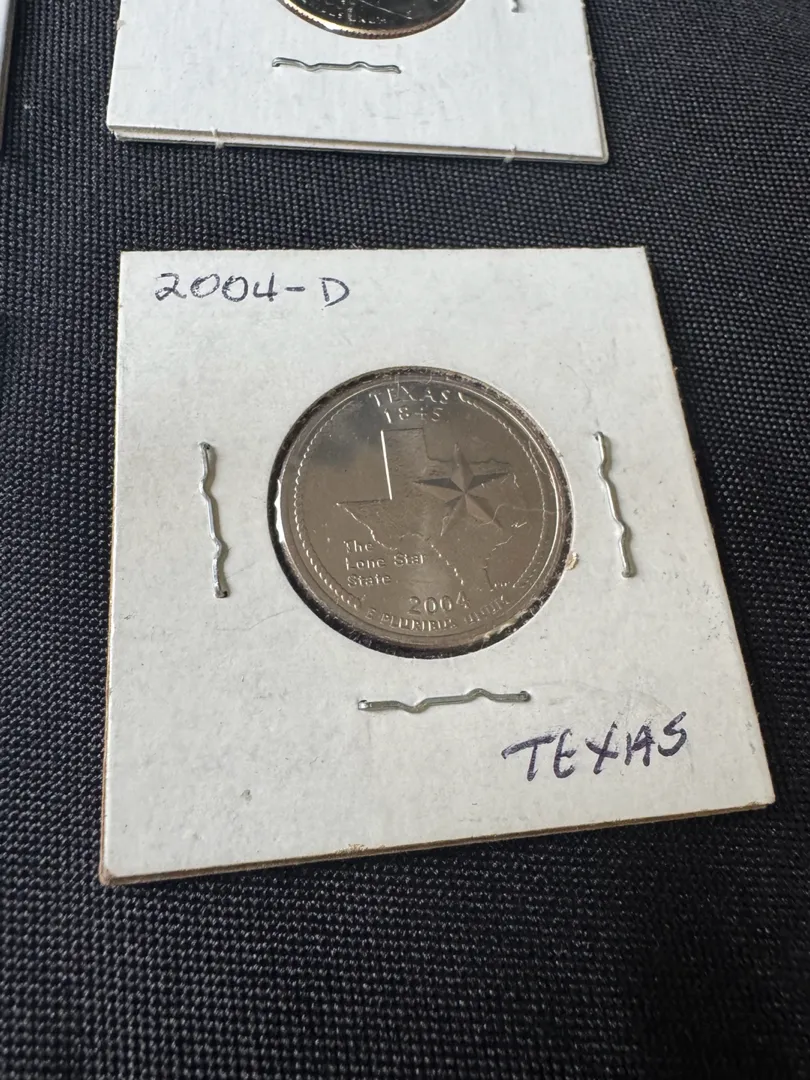 2004-D
TEXAS
1845
The
Lone Star
State
2004
E PLURIBUS UNUM
TEXAS